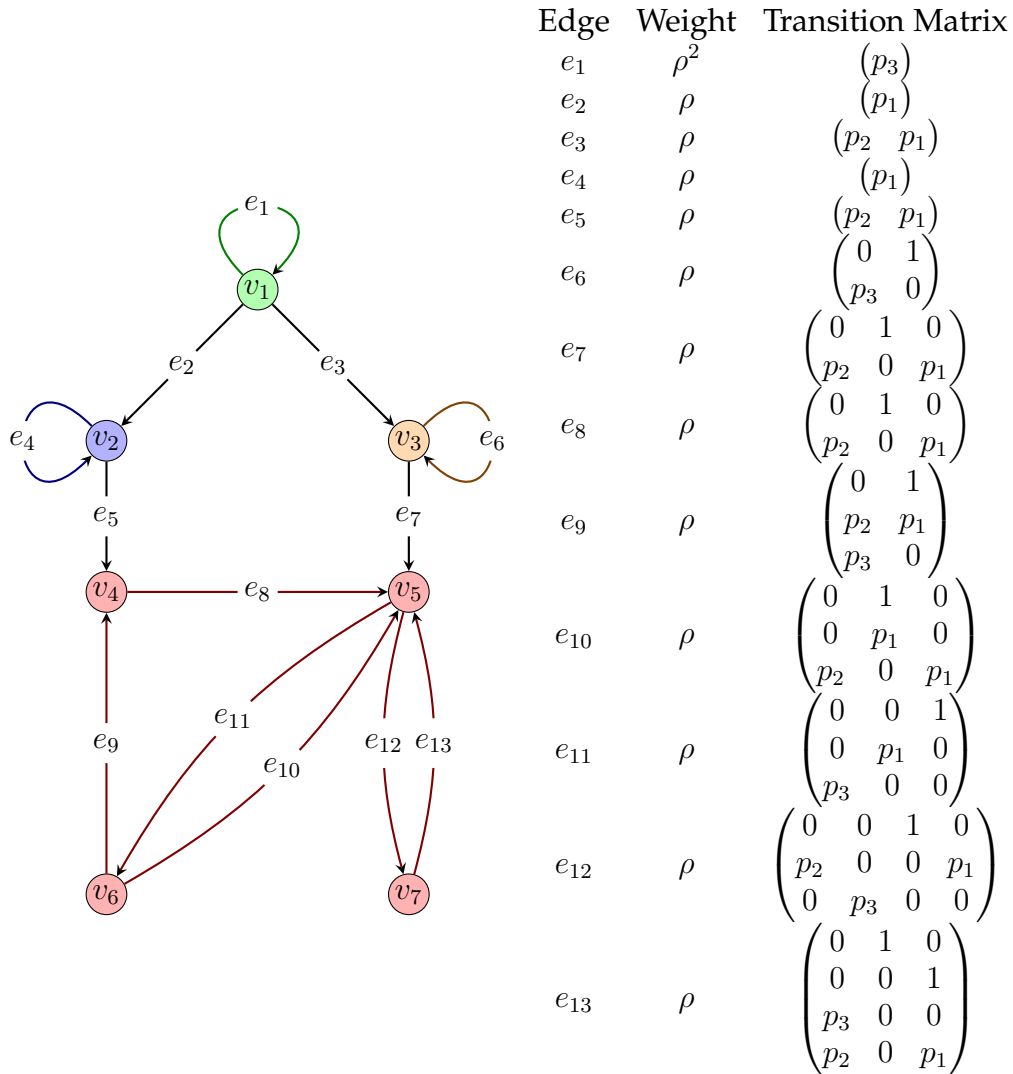 Edge Weight Transition Matrix
e₁ ρ² (p₃)
e₂ ρ (p₁)
e₃ ρ (p₂ p₁)
e₄ ρ (p₁)
e₅ ρ (p₂ p₁)
e₆ ρ
0 1
p₃ 0
e₇ ρ
0 1 0
p₂ 0 p₁
e₈ ρ
0 1 0
p₂ 0 p₁
e₉ ρ
0 1
p₂ p₁
p₃ 0
e₁₀ ρ
0 1 0
0 p₁ 0
p₂ 0 p₁
e₁₁ ρ
0 0 1
0 p₁ 0
p₃ 0 0
e₁₂ ρ
0 0 1 0
p₂ 0 0 p₁
0 p₃ 0 0
e₁₃ ρ
0 1 0
0 0 1
p₃ 0 0
p₂ 0 p₁
e₁
v₁
e₂ e₃
e₄ v₂ v₃ e₆
e₅ e₇
v₄ e₈ v₅
e₁₁
e₉ e₁₂ e₁₃
e₁₀
v₆ v₇